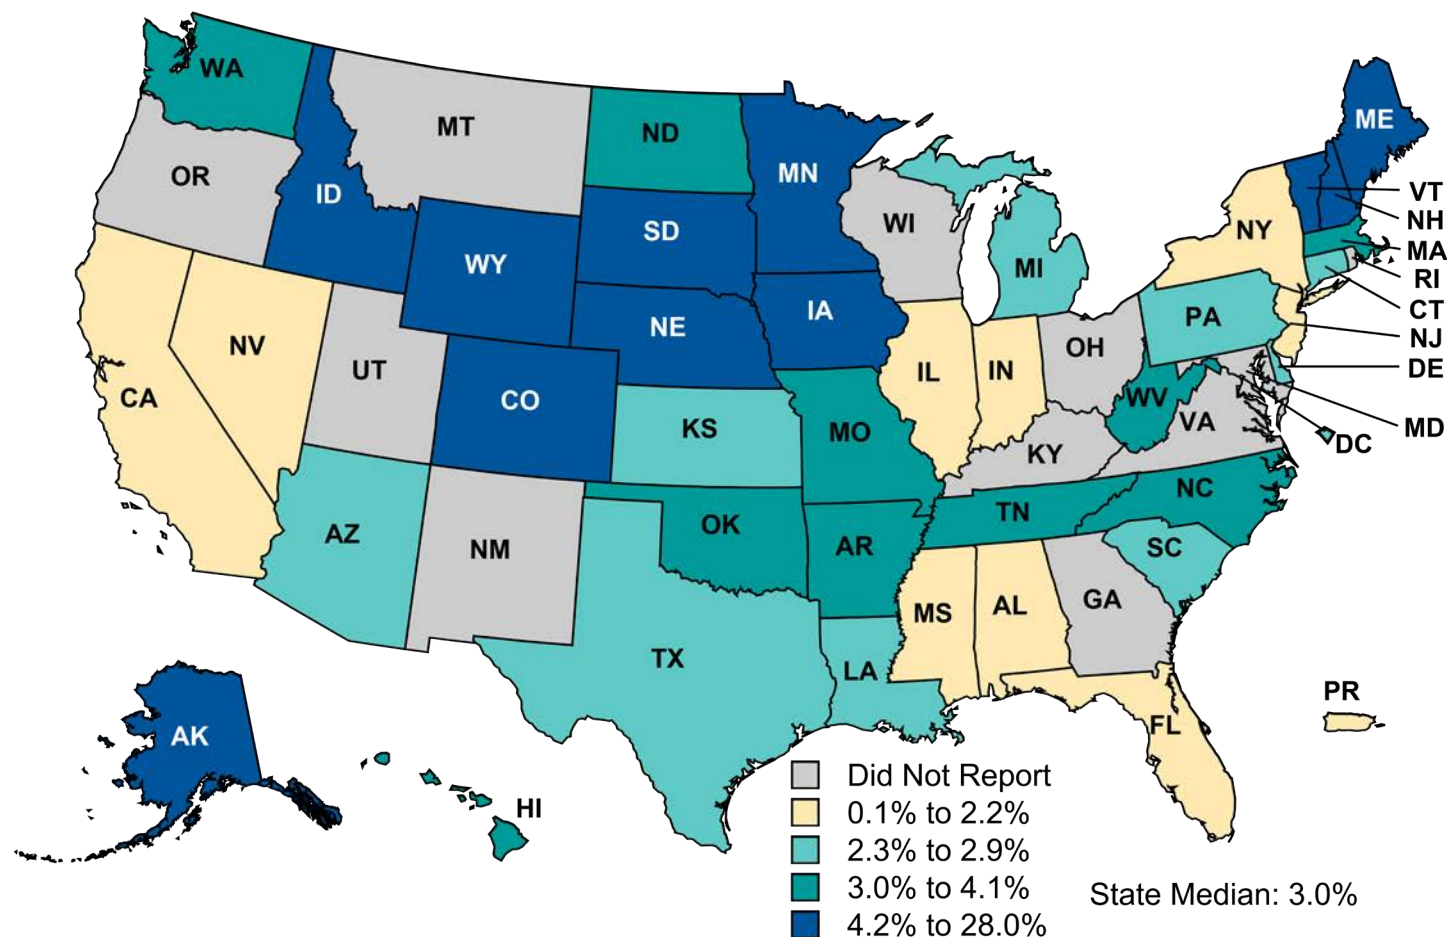 WA
MT
ND
ME
OR
ID
MN
VT
NH
SD
WI
NY
MA
WY
MI
RI
IA
CT
NE
PA
NJ
NV
UT
IL
IN
OH
DE
CA
CO
WV
MD
KS
MO
VA
DC
KY
AZ
OK
TN
NC
NM
AR
SC
MS
AL
GA
TX
LA
PR
AK
FL
HI
Did Not Report
0.1% to 2.2%
2.3% to 2.9%
3.0% to 4.1%
4.2% to 28.0%
State Median: 3.0%